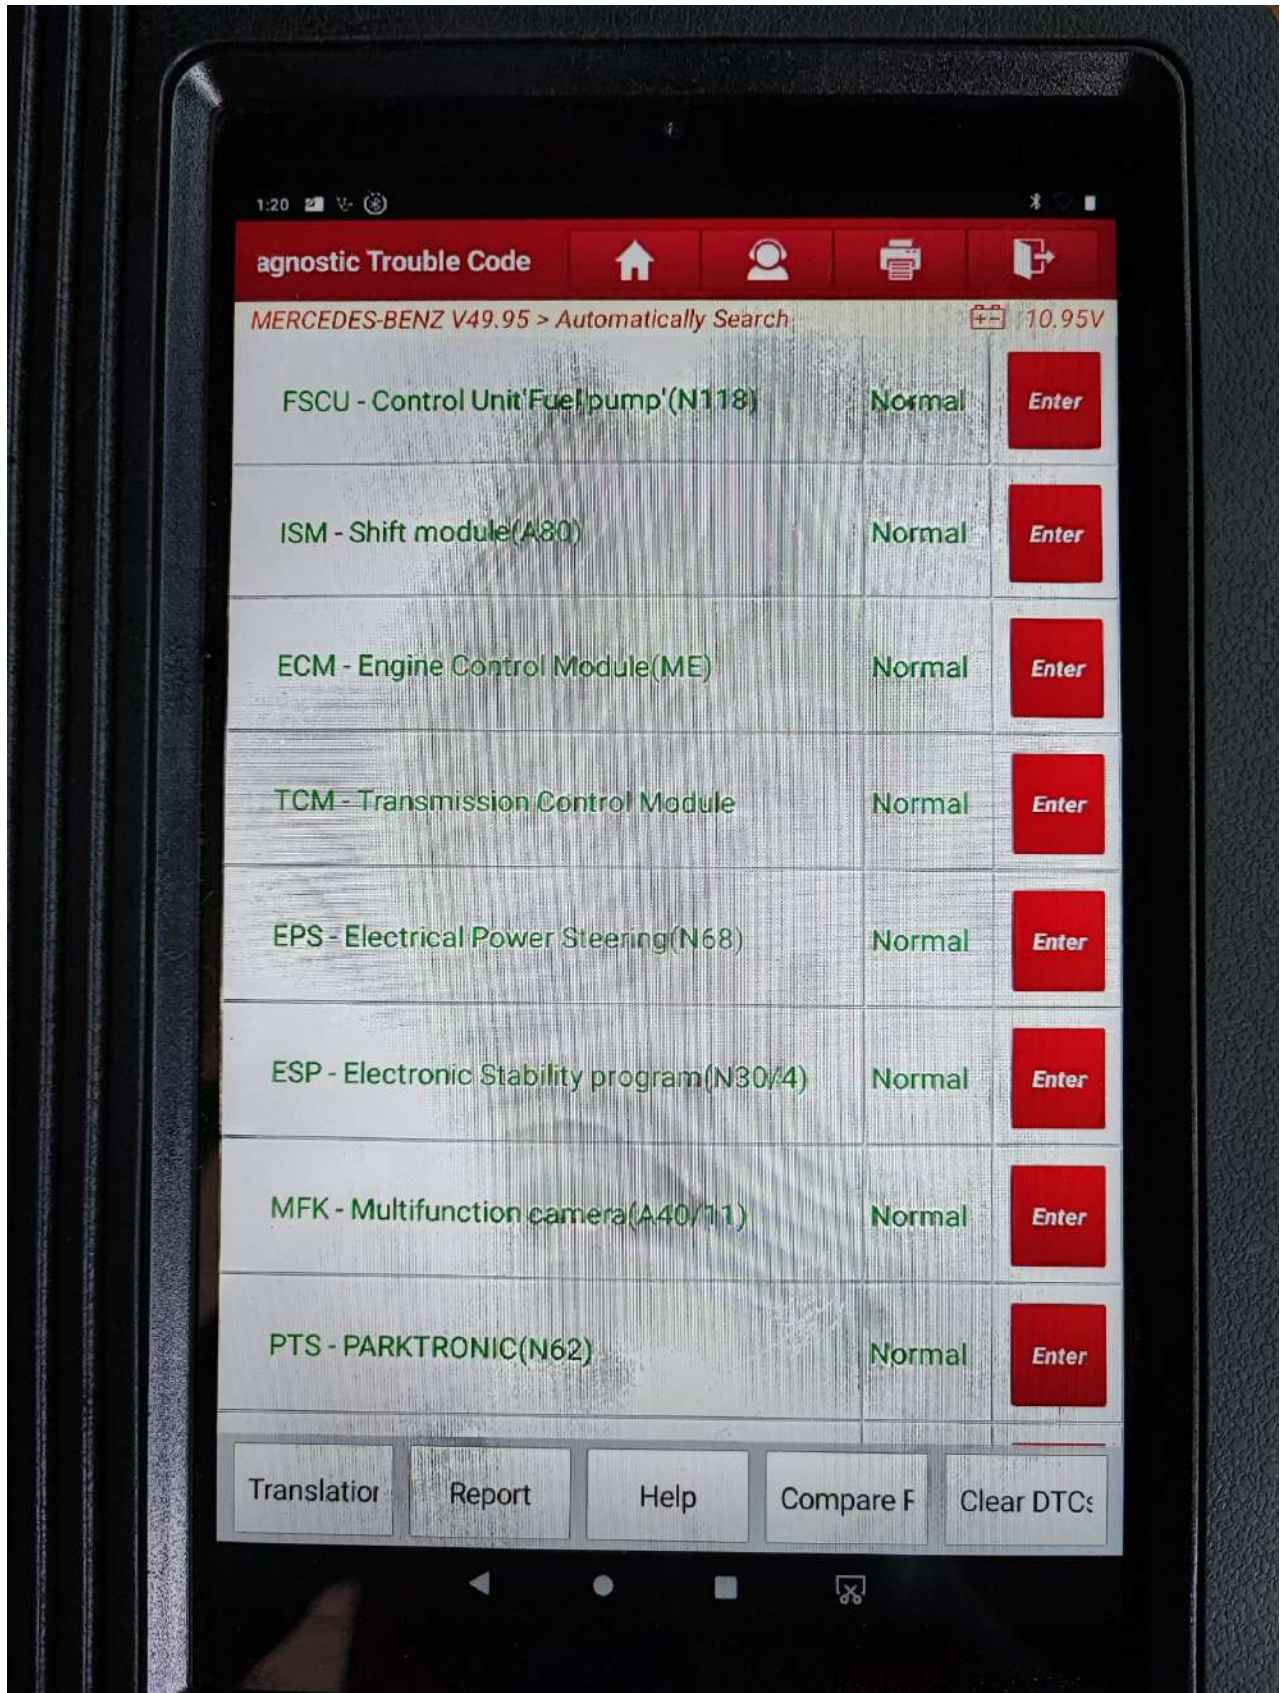 1:20
agnostic Trouble Code
MERCEDES-BENZ V49.95 > Automatically Search 10.95V
FSCU - Control Unit'Fuel pump'(N118) Normal Enter
ISM - Shift module(A80) Normal Enter
ECM - Engine Control Module(ME) Normal Enter
TCM - Transmission Control Module Normal Enter
EPS - Electrical Power Steering(N68) Normal Enter
ESP - Electronic Stability program(N30/4) Normal Enter
MFK - Multifunction camera(A40/11) Normal Enter
PTS - PARKTRONIC(N62) Normal Enter
Translation Report Help Compare F Clear DTCs